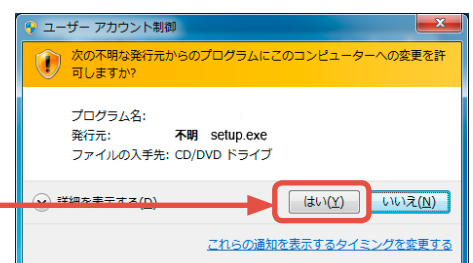 ユーザー アカウント制御
次の不明な発行元からのプログラムにこのコンピューターへの変更を許
可しますか?
プログラム名:
発行元: 不明 setup.exe
ファイルの入手先: CD/DVD ドライブ
詳細を表示する(D) はい(Y) いいえ(N)
これらの通知を表示するタイミングを変更する